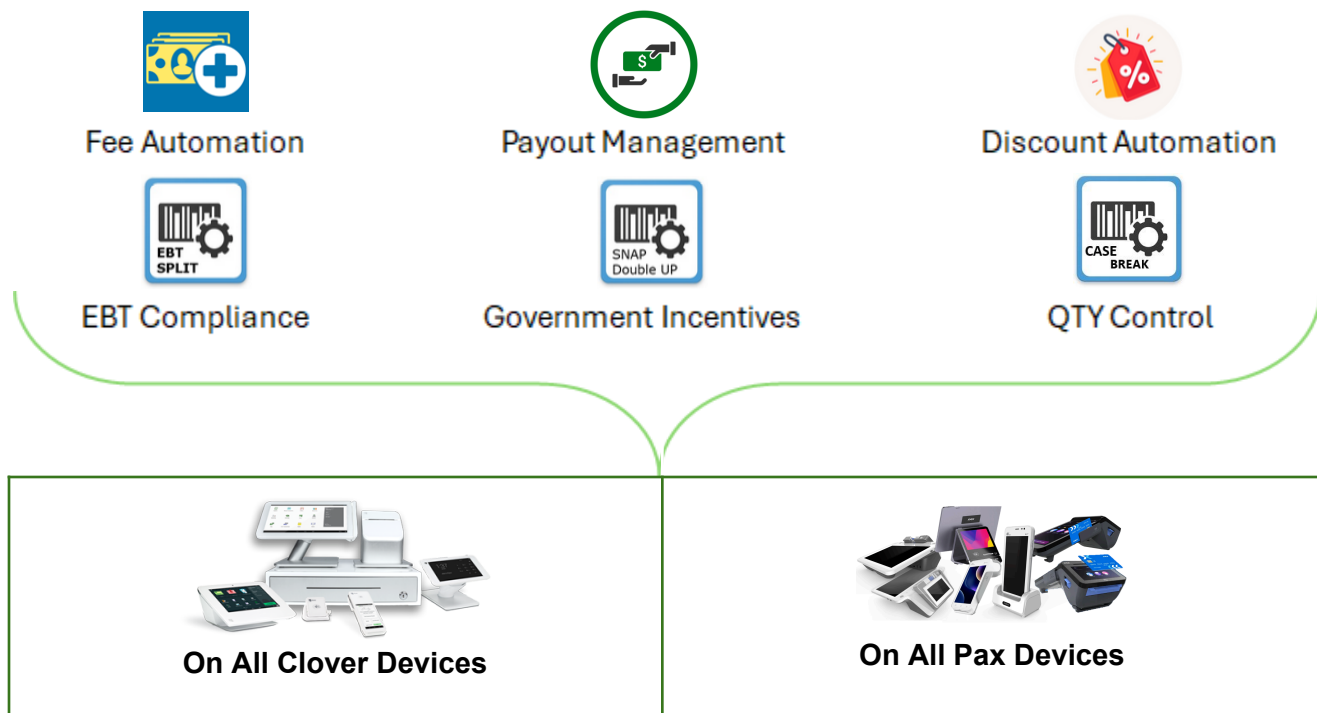 Fee Automation
Payout Management
Discount Automation
EBT
SPLIT
SNAP
Double UP
CASE
BREAK
EBT Compliance
Government Incentives
QTY Control
On All Clover Devices
On All Pax Devices